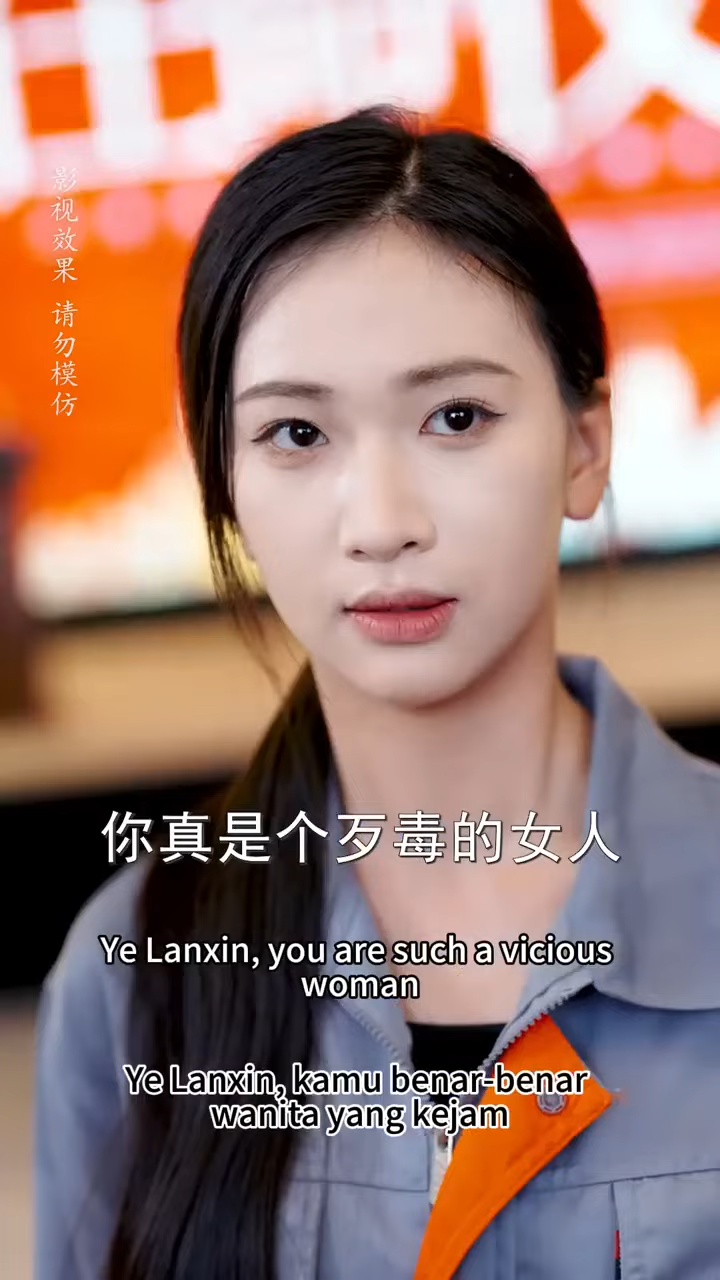 影视效果 请勿模仿
你真是个歹毒的女人
Ye Lanxin, you are such a vicious
woman
Ye Lanxin, kamu benar-benar
wanita yang kejam